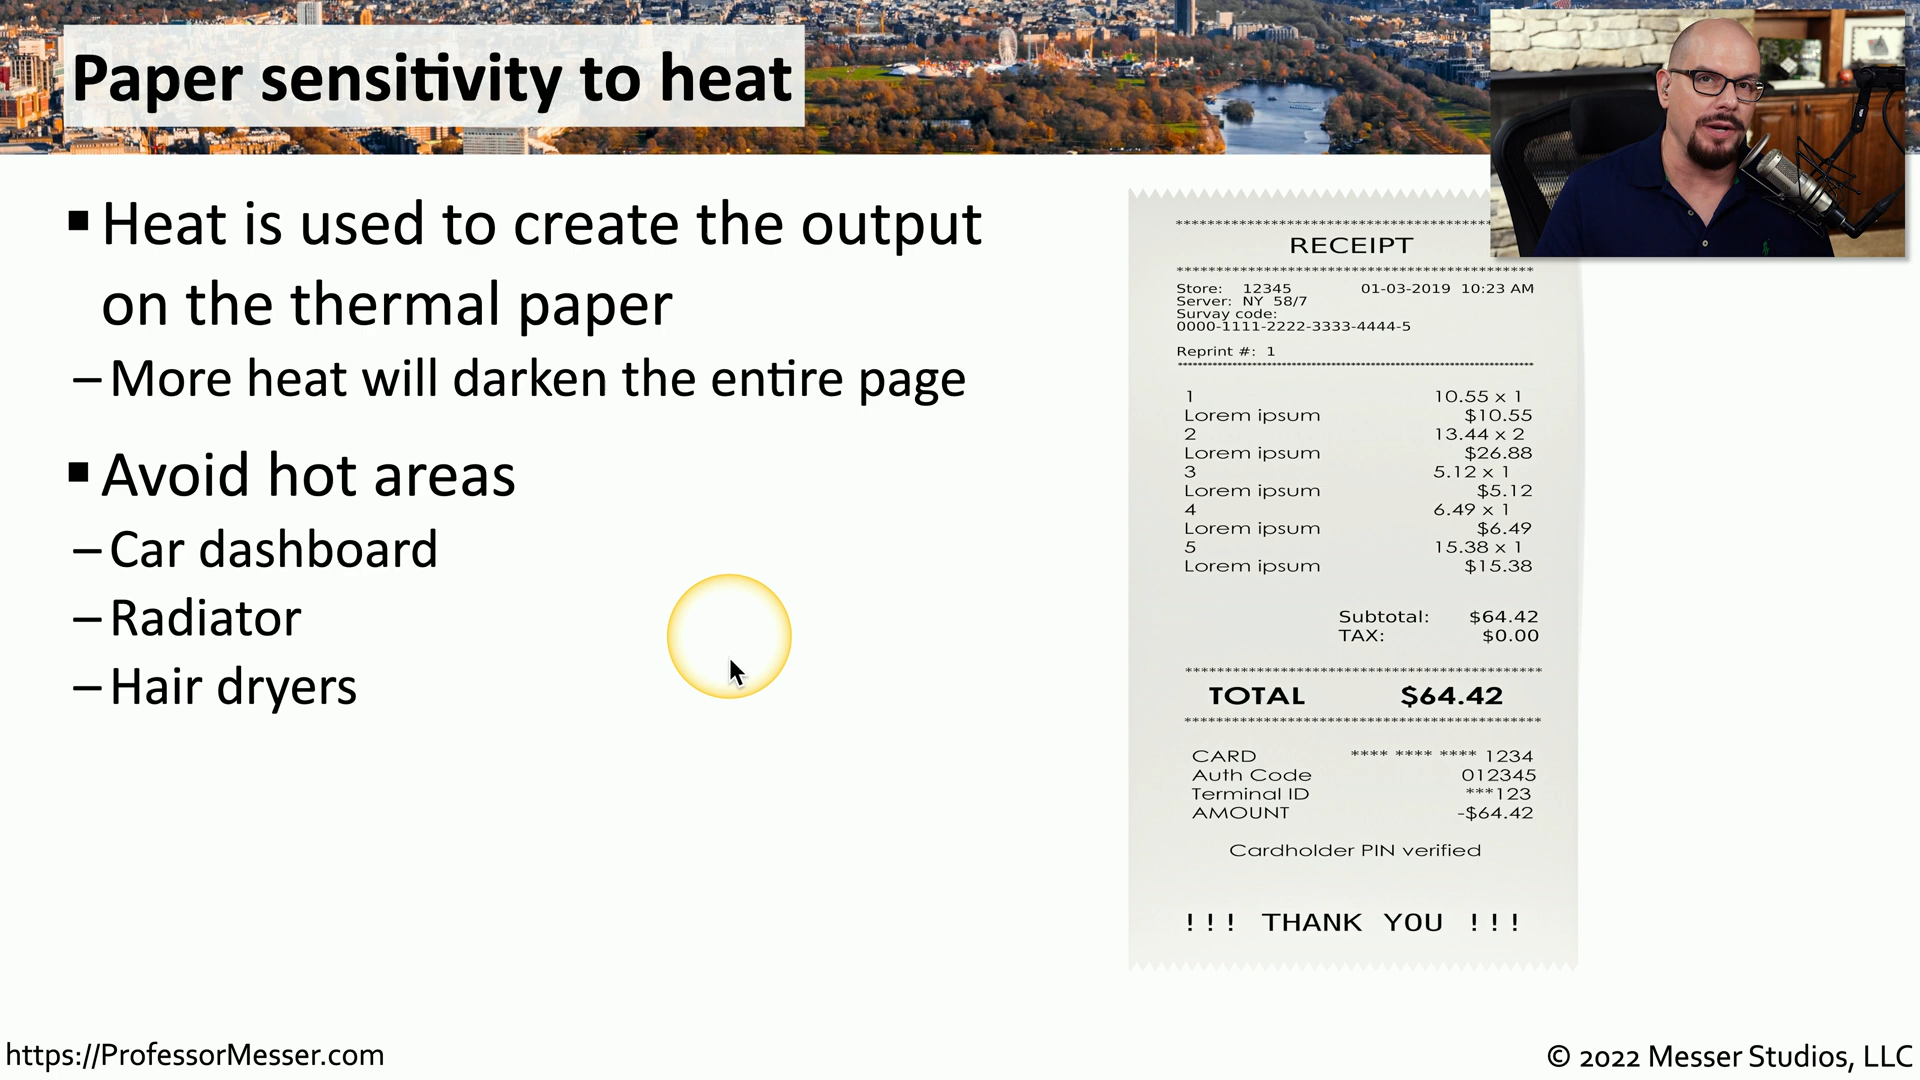 Paper sensitivity to heat
▪ Heat is used to create the output
on the thermal paper
– More heat will darken the entire page
▪ Avoid hot areas
– Car dashboard
– Radiator
– Hair dryers
******************************************
RECEIPT
******************************************
Store: 12345 01-03-2019 10:23 AM
Server: NY 58/7
Survay code:
0000-1111-2222-3333-4444-5
Reprint #: 1
******************************************
1 10.55 x 1
Lorem ipsum $10.55
2 13.44 x 2
Lorem ipsum $26.88
3 5.12 x 1
Lorem ipsum $5.12
4 6.49 x 1
Lorem ipsum $6.49
5 15.38 x 1
Lorem ipsum $15.38
Subtotal: $64.42
TAX: $0.00
******************************************
TOTAL $64.42
******************************************
CARD **** **** **** 1234
Auth Code 012345
Terminal ID ***123
AMOUNT -$64.42
Cardholder PIN verified
!!! THANK YOU !!!
https://ProfessorMesser.com
© 2022 Messer Studios, LLC